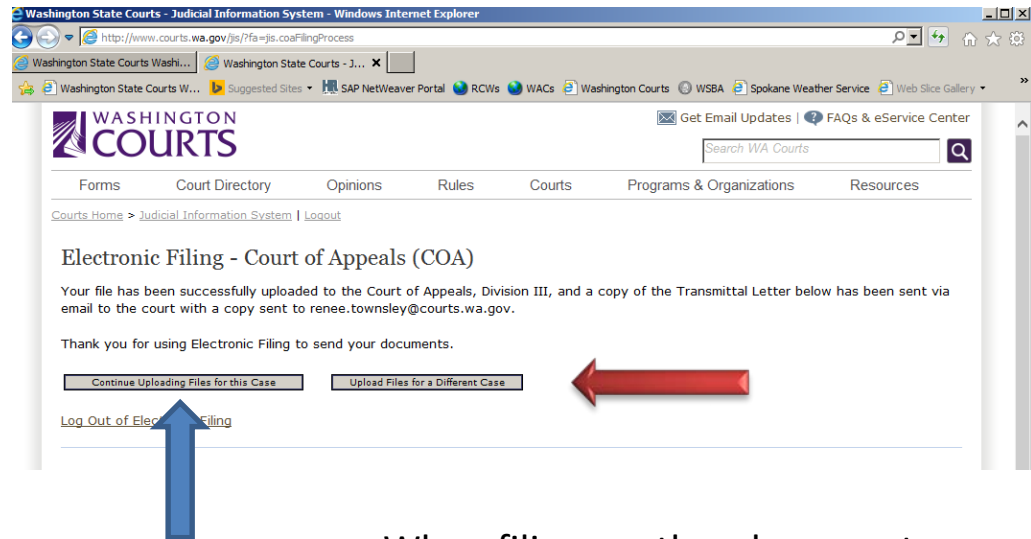 Washington State Courts - Judicial Information System - Windows Internet Explorer
http://www.courts.wa.gov/jis/?fa=jis.coaFilingProcess
Washington State Courts Washi... Washington State Courts - J... X
Washington State Courts W... Suggested Sites SAP NetWeaver Portal RCWs WACs Washington Courts WSBA Spokane Weather Service Web Slice Gallery »
WASHINGTON
COURTS
Get Email Updates | FAQs & eService Center
Search WA Courts
Forms Court Directory Opinions Rules Courts Programs & Organizations Resources
Courts Home > Judicial Information System | Logout
Electronic Filing - Court of Appeals (COA)
Your file has been successfully uploaded to the Court of Appeals, Division III, and a copy of the Transmittal Letter below has been sent via
email to the court with a copy sent to renee.townsley@courts.wa.gov.
Thank you for using Electronic Filing to send your documents.
Continue Uploading Files for this Case Upload Files for a Different Case
Log Out of Filing